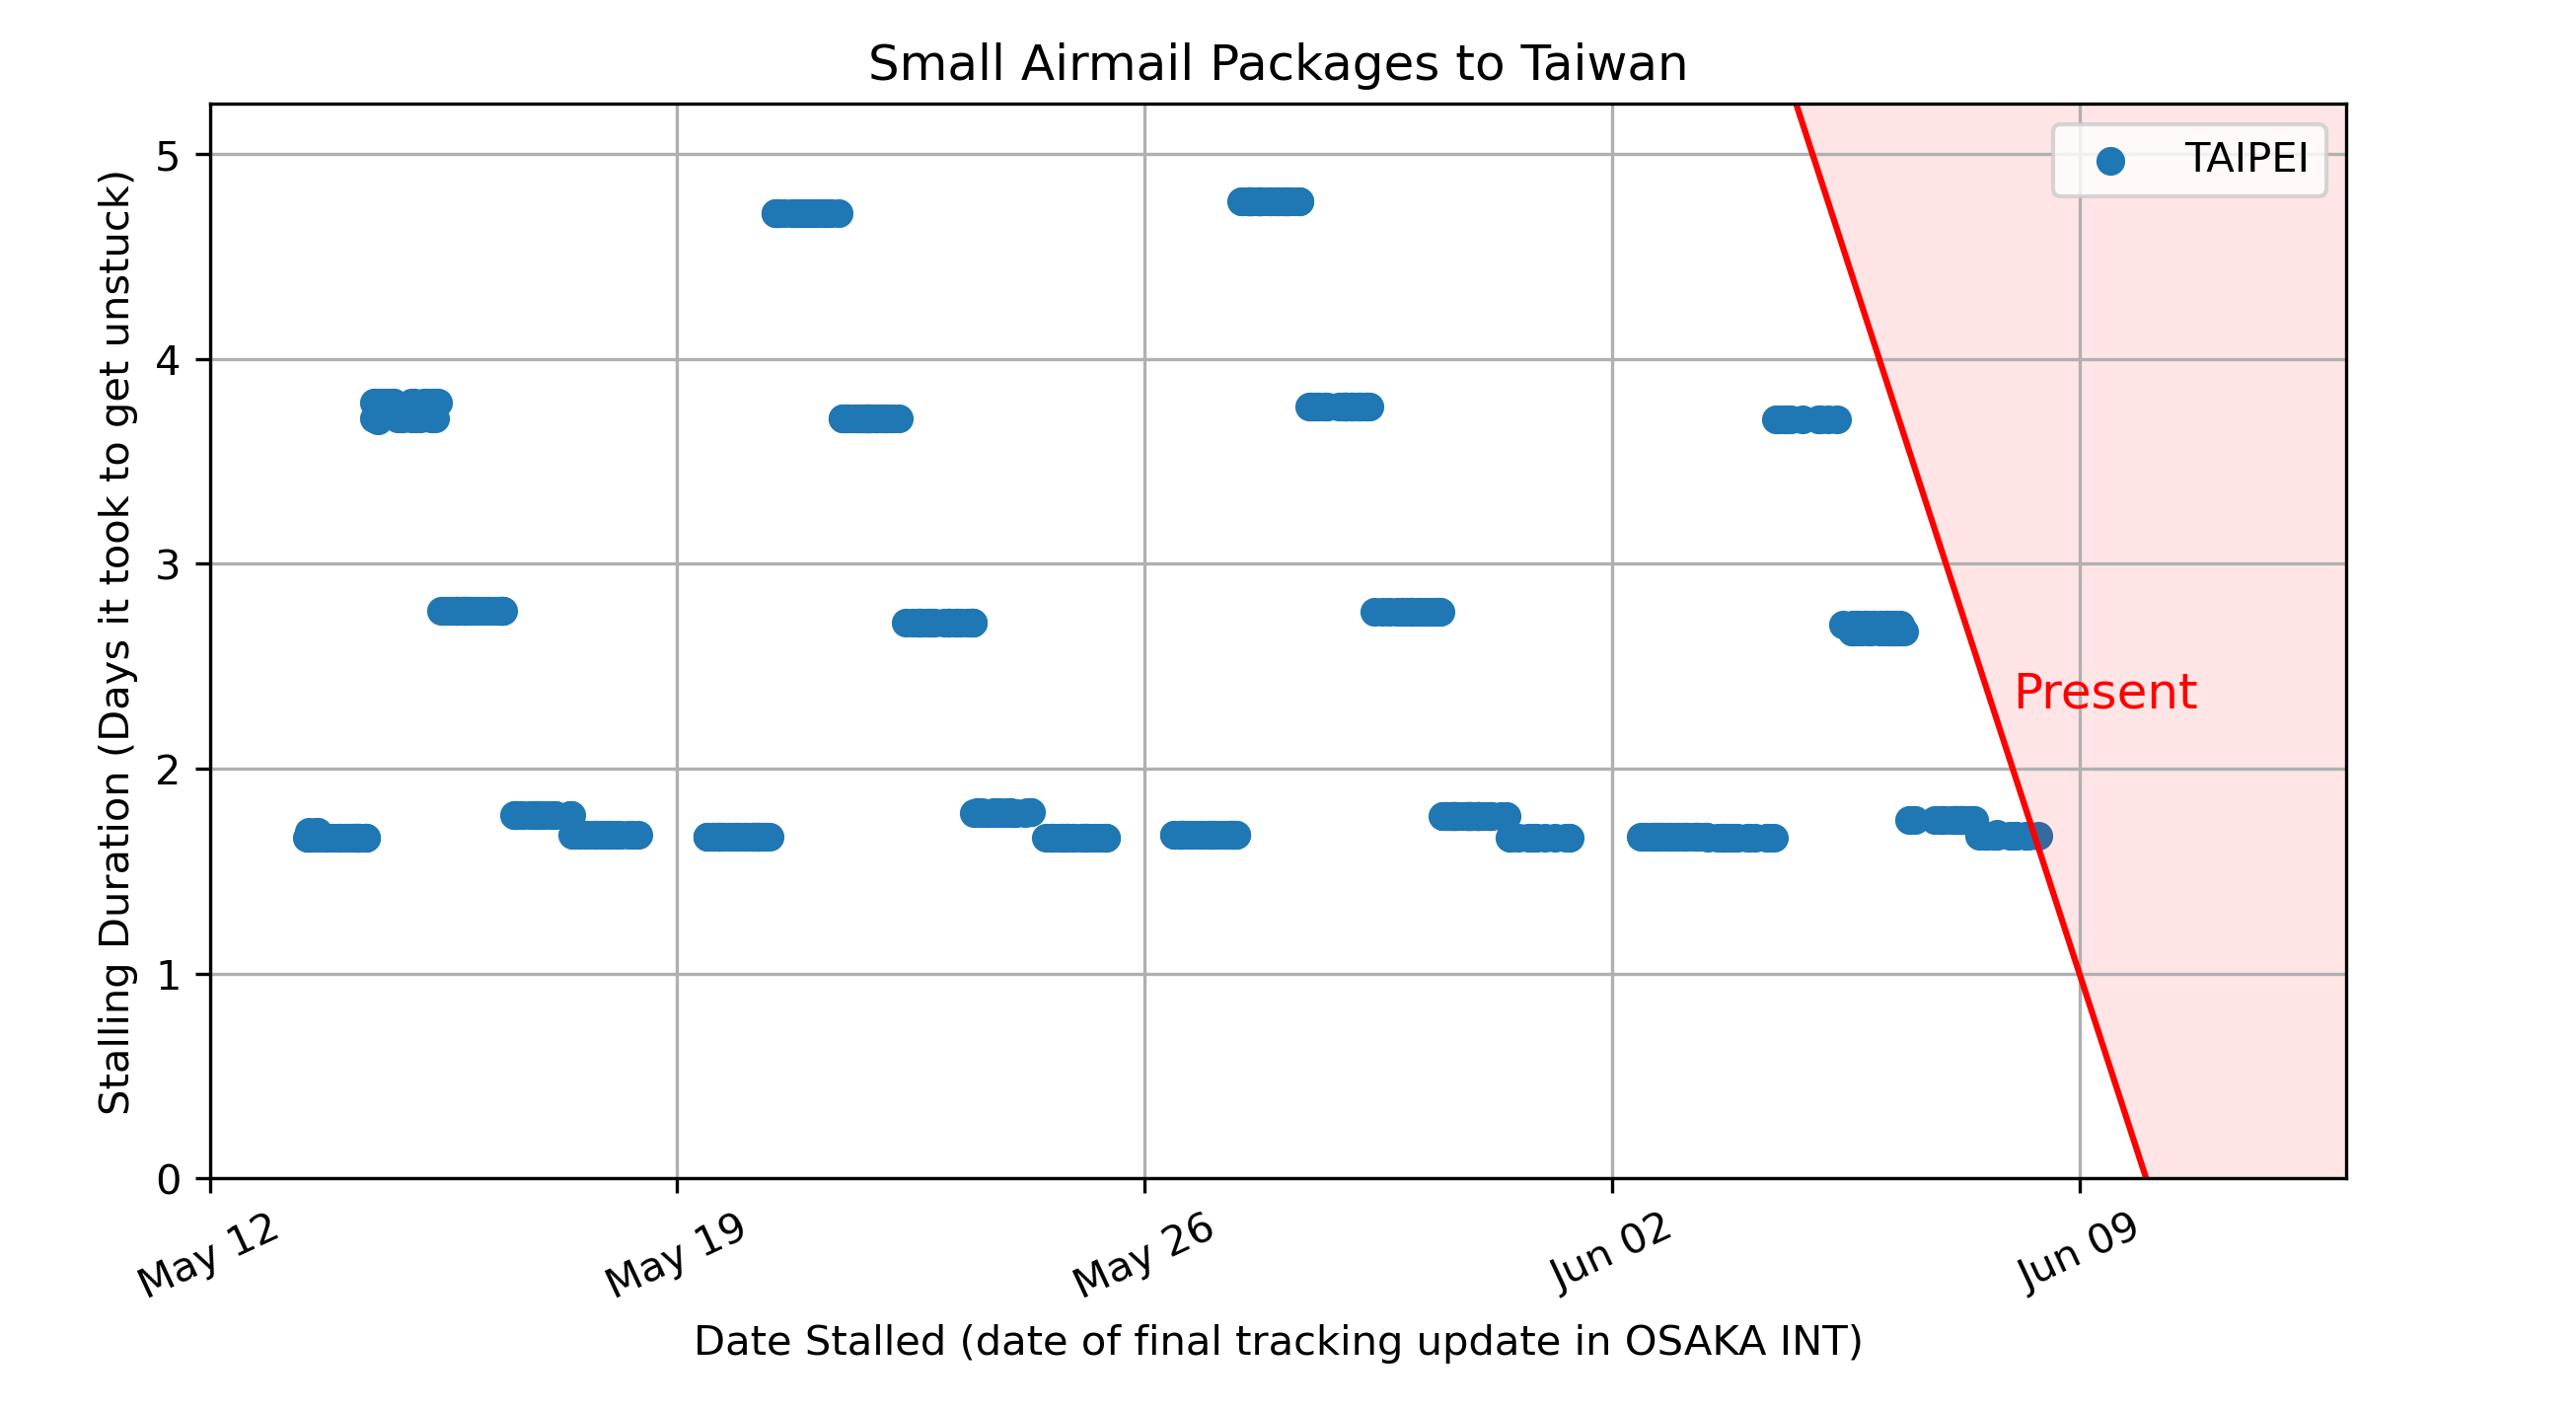 Small Airmail Packages to Taiwan
TAIPEI
Stalling Duration (Days it took to get unstuck)
5
4
3
2
1
0
Present
May 12
May 19
May 26
Jun 02
Jun 09
Date Stalled (date of final tracking update in OSAKA INT)